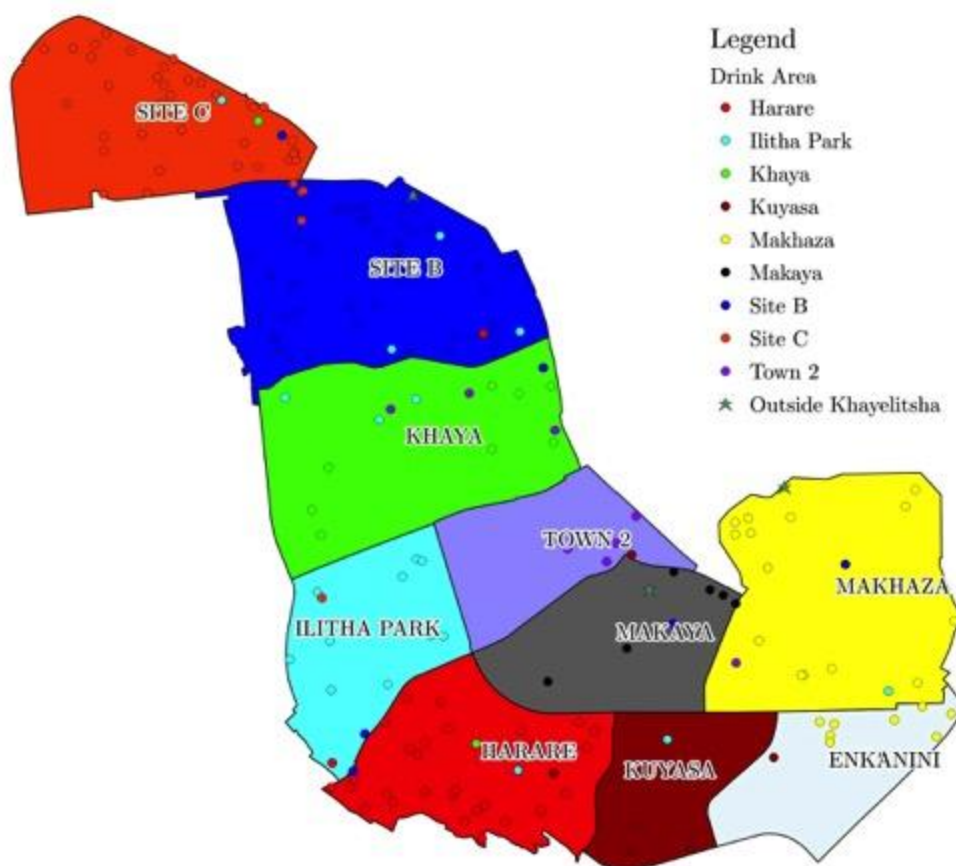 Legend
Drink Area
Harare
Ilitha Park
Khaya
Kuyasa
Makhaza
Makaya
Site B
Site C
Town 2
Outside Khayelitsha
SITE C
SITE B
KHAYA
TOWN 2
MAKHAZA
ILITHA PARK
MAKAYA
HARARE
KUYASA
ENKANINI